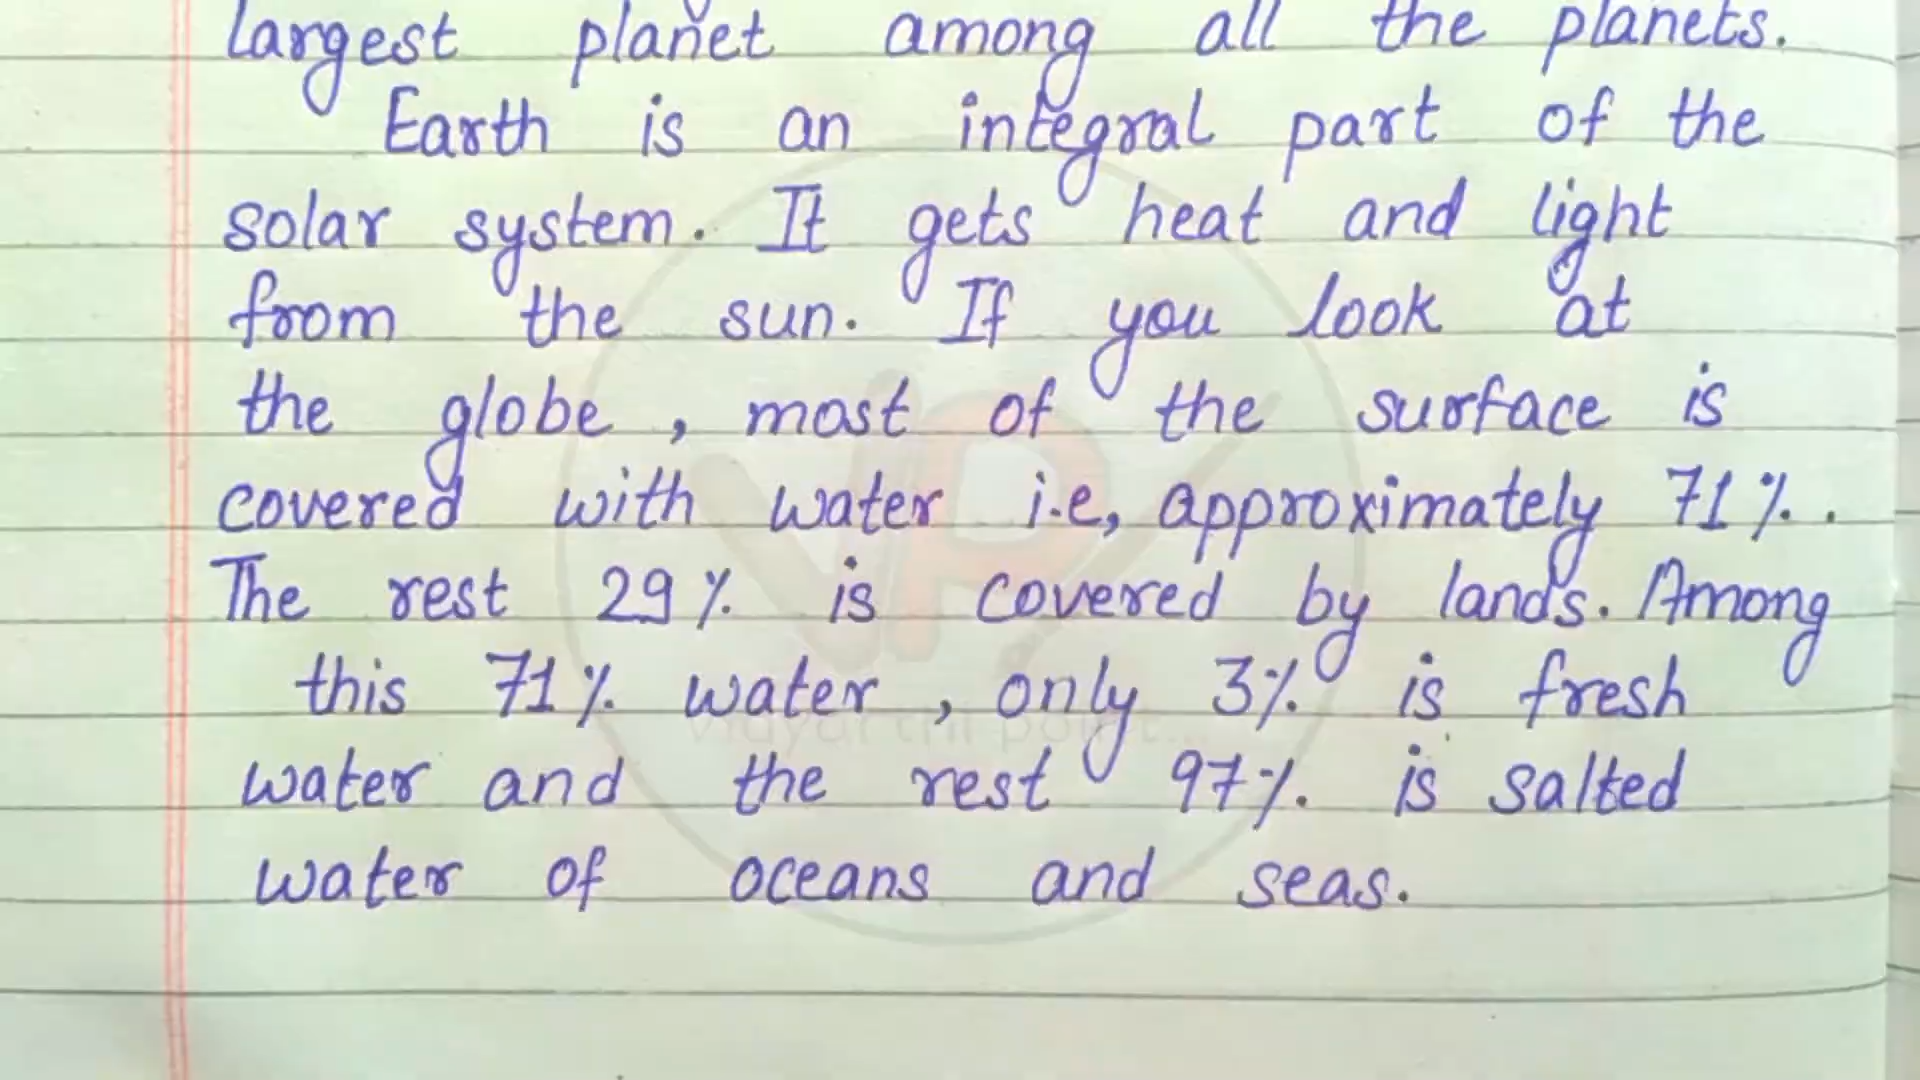 largest planet among all the planets.
Earth is an integral part of the
solar system. It gets heat and light
from the sun. If you look at
the globe, most of the surface is
covered with water i.e, approximately 71%.
The rest 29% is covered by lands. Among
this 71% water, only 3% is fresh
water and the rest 97% is salted
water of oceans and seas.
VP
Vidyarthi point...